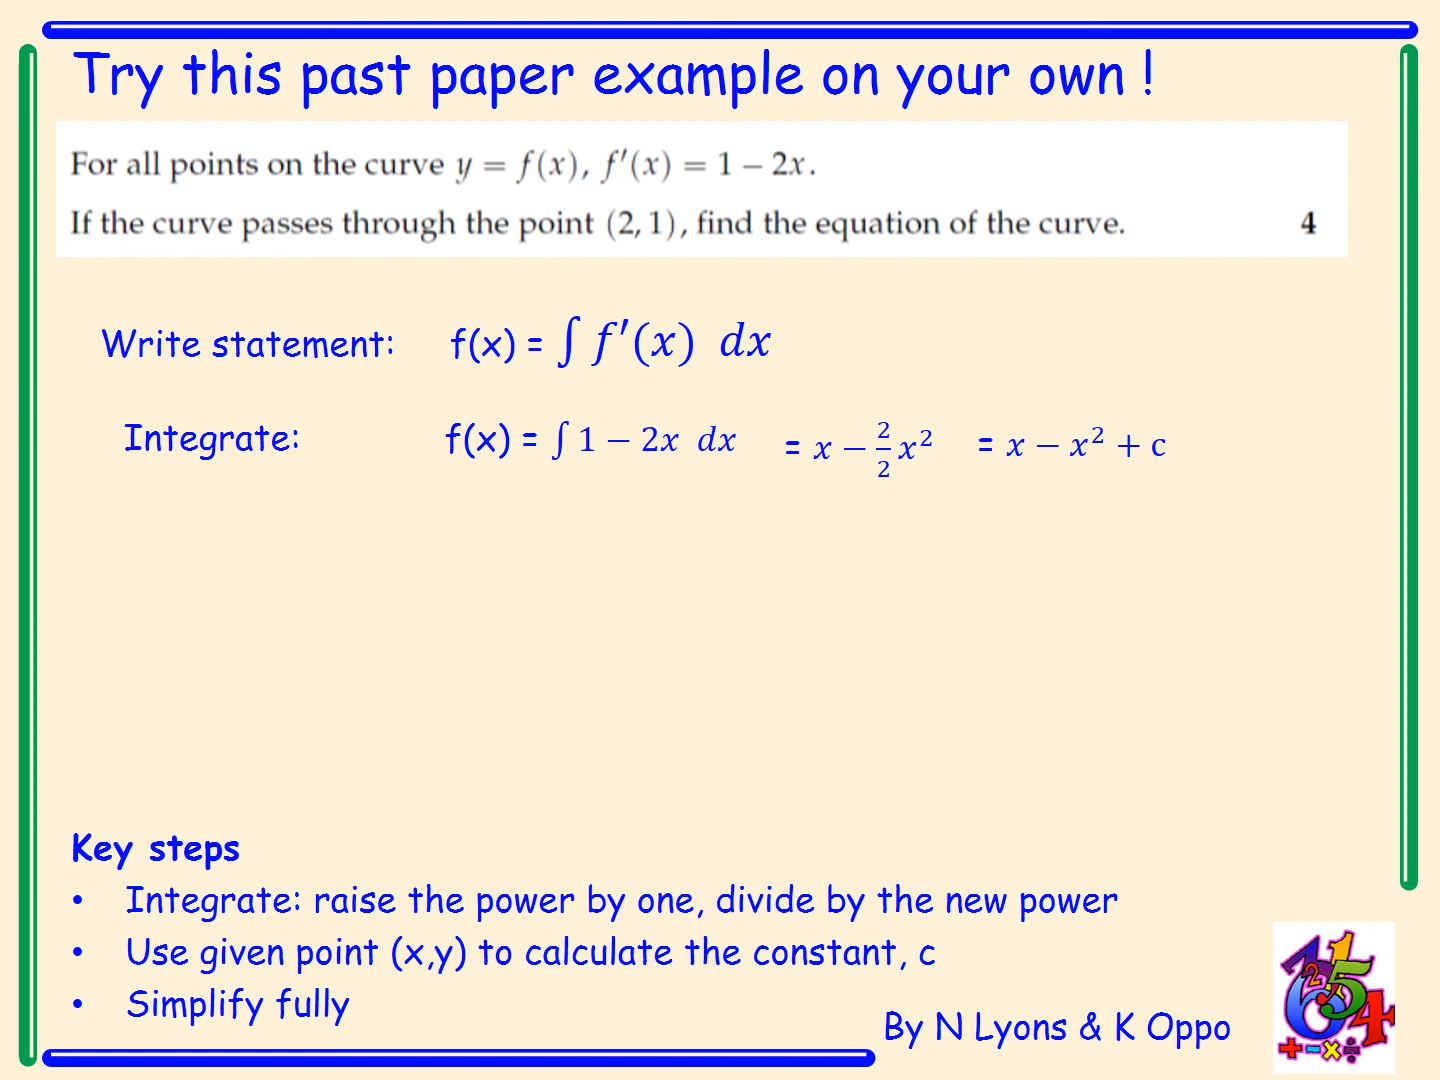 Try this past paper example on your own !
For all points on the curve y = f(x), f′(x) = 1 − 2x.
If the curve passes through the point (2, 1), find the equation of the curve. 4
Write statement: f(x) = ∫ f′(x) dx
Integrate: f(x) = ∫ 1 − 2x dx = x − 2/2 x² = x − x² + c
Key steps
• Integrate: raise the power by one, divide by the new power
• Use given point (x,y) to calculate the constant, c
• Simplify fully
By N Lyons & K Oppo